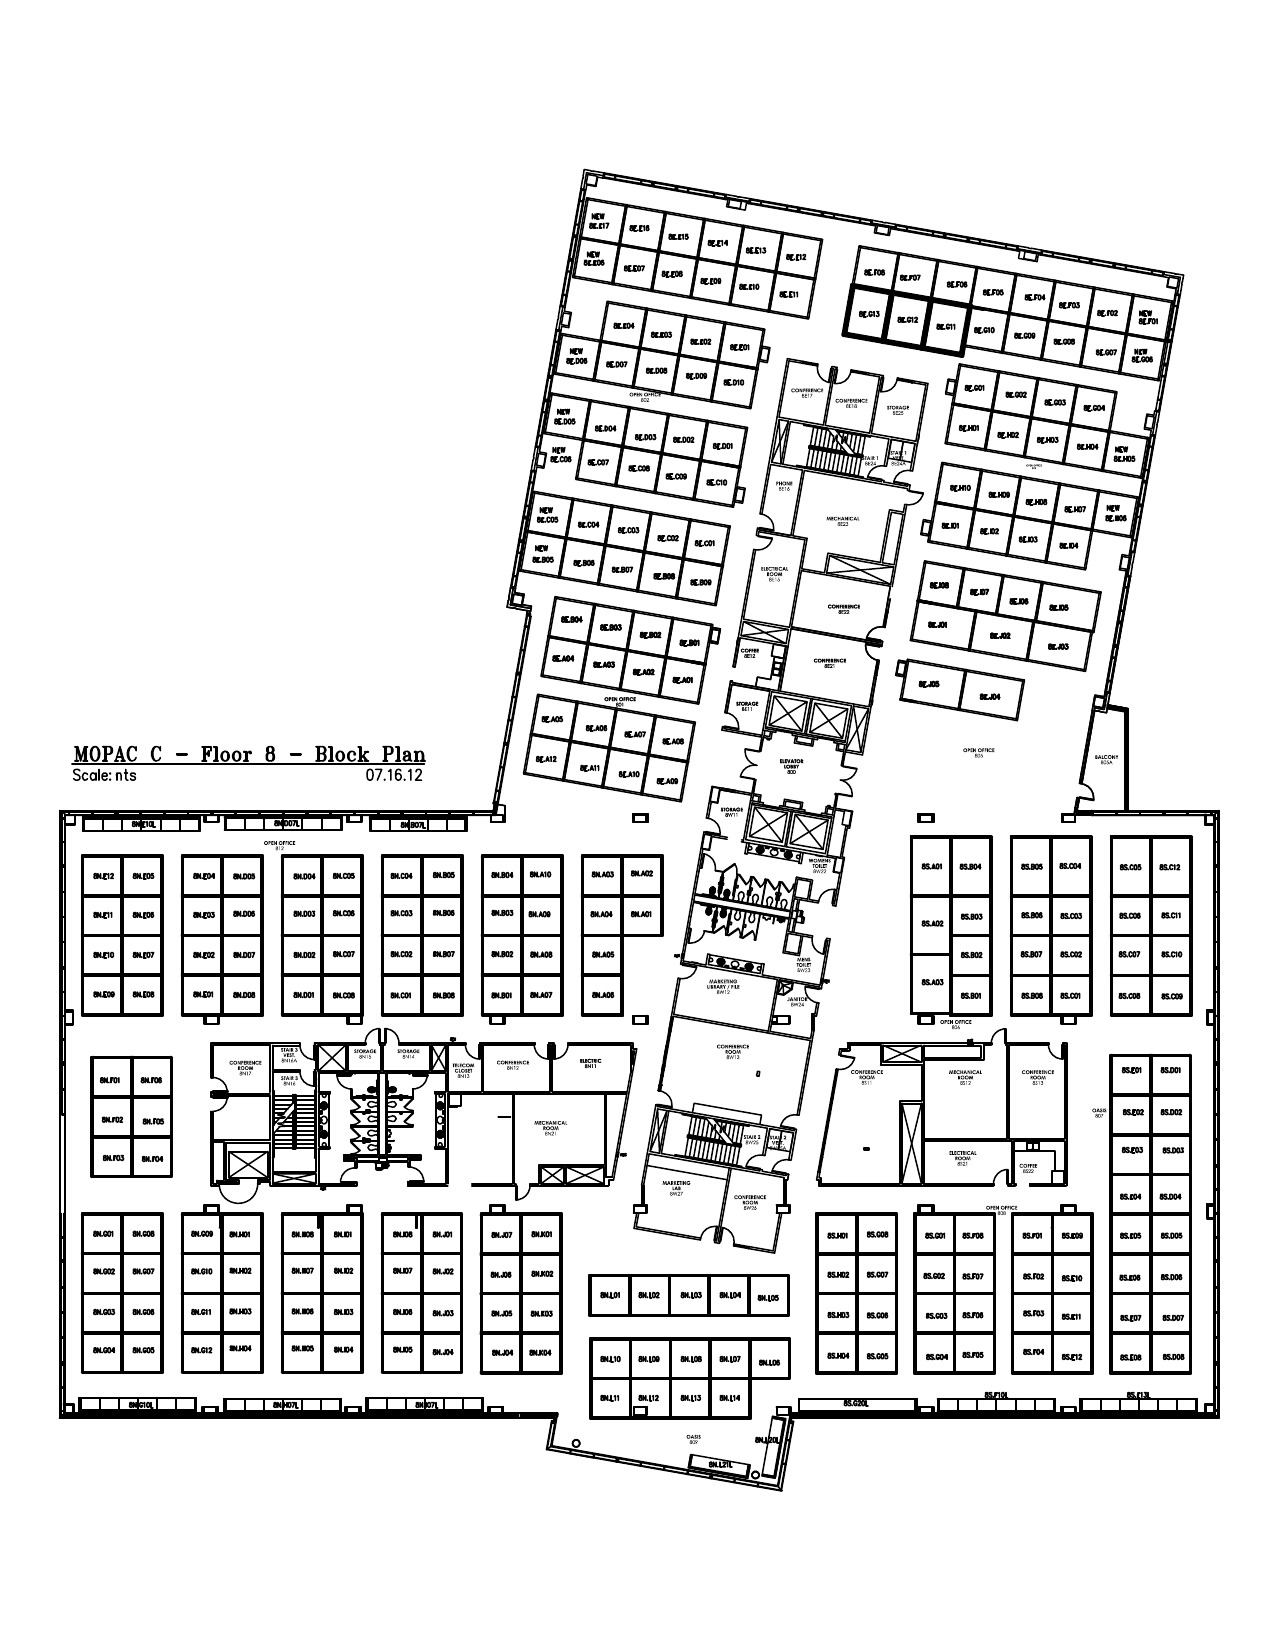 NEW
8E.E17
8E.E16
8E.E15
8E.E14
8E.E13
8E.E12
NEW
8E.E06
8E.E07
8E.E08
8E.E09
8E.E10
8E.E11
8E.F08
8E.F07
8E.F06
8E.F05
8E.F04
8E.F03
8E.F02
NEW
8E.F01
8E.G13
8E.G12
8E.G11
8E.G10
8E.G09
8E.G08
8E.G07
NEW
8E.G06
8E.E04
8E.E03
8E.E02
8E.E01
NEW
8E.D06
8E.D07
8E.D08
8E.D09
8E.D10
OPEN OFFICE
802
CONFERENCE
8E17
CONFERENCE
8E18
STORAGE
8E25
8E.G01
8E.G02
8E.G03
8E.G04
8E.H01
8E.H02
8E.H03
8E.H04
NEW
8E.H05
NEW
8E.D05
8E.D04
8E.D03
8E.D02
8E.D01
NEW
8E.C06
8E.C07
8E.C08
8E.C09
8E.C10
STAIR 1
8E24
STAIR 1
VEST.
8E24A
PHONE
8E16
MECHANICAL
8E23
8E.H10
8E.H09
8E.H08
8E.H07
NEW
8E.H06
8E.I01
8E.I02
8E.I03
8E.I04
NEW
8E.C05
8E.C04
8E.C03
8E.C02
8E.C01
NEW
8E.B05
8E.B06
8E.B07
8E.B08
8E.B09
ELECTRICAL
ROOM
8E16
CONFERENCE
8E22
8E.I08
8E.I07
8E.I06
8E.I05
8E.J01
8E.J02
8E.J03
8E.B04
8E.B03
8E.B02
8E.B01
8E.A04
8E.A03
8E.A02
8E.A01
COFFEE
8E12
CONFERENCE
8E21
8E.J05
8E.J04
OPEN OFFICE
801
STORAGE
8E11
8E.A05
8E.A06
8E.A07
8E.A08
8E.A12
8E.A11
8E.A10
8E.A09
MOPAC C - Floor 8 - Block Plan
Scale: nts 07.16.12
ELEVATOR
LOBBY
800
OPEN OFFICE
805
BALCONY
805A
8N.E10L
8N.D07L
8N.B07L
STORAGE
8W11
OPEN OFFICE
812
WOMENS
TOILET
8W22
8N.E12 8N.E05 8N.E04 8N.D05 8N.D04 8N.C05 8N.C04 8N.B05 8N.B04 8N.A10 8N.A03 8N.A02
8S.A01 8S.B04 8S.B05 8S.C04 8S.C05 8S.C12
8N.E11 8N.E06 8N.E03 8N.D06 8N.D03 8N.C06 8N.C03 8N.B06 8N.B03 8N.A09 8N.A04 8N.A01
8S.A02 8S.B03 8S.B06 8S.C03 8S.C06 8S.C11
8N.E10 8N.E07 8N.E02 8N.D07 8N.D02 8N.C07 8N.C02 8N.B07 8N.B02 8N.A08 8N.A05
8S.B02 8S.B07 8S.C02 8S.C07 8S.C10
8N.E09 8N.E08 8N.E01 8N.D08 8N.D01 8N.C08 8N.C01 8N.B08 8N.B01 8N.A07 8N.A06
8S.A03 8S.B01 8S.B08 8S.C01 8S.C08 8S.C09
MENS
TOILET
8W23
MARKETING
LIBRARY / FILE
8W12
JANITOR
8W24
OPEN OFFICE
806
CONFERENCE
ROOM
8W13
CONFERENCE
ROOM
8N17
STAIR 3
VEST.
8N16A
STAIR 3
8N16
STORAGE
8N15
STORAGE
8N14
TELECOM
CLOSET
8N13
CONFERENCE
8N12
ELECTRIC
8N11
MECHANICAL
ROOM
8N21
8N.F01 8N.F06
8N.F02 8N.F05
8N.F03 8N.F04
CONFERENCE
ROOM
8S11
MECHANICAL
ROOM
8S12
CONFERENCE
ROOM
8S13
OASIS
807
8S.E01 8S.D01
8S.E02 8S.D02
8S.E03 8S.D03
8S.E04 8S.D04
8S.E05 8S.D05
8S.E06 8S.D06
8S.E07 8S.D07
8S.E08 8S.D08
STAIR 2
8W25
STAIR 2
VEST.
ELECTRICAL
ROOM
8S21
COFFEE
8S22
MARKETING
LAB
8W27
CONFERENCE
ROOM
8W26
OPEN OFFICE
808
8N.G01 8N.G08 8N.G09 8N.H01 8N.H08 8N.I01 8N.I08 8N.J01 8N.J07 8N.K01
8N.G02 8N.G07 8N.G10 8N.H02 8N.H07 8N.I02 8N.I07 8N.J02 8N.J06 8N.K02
8N.G03 8N.G06 8N.G11 8N.H03 8N.H06 8N.I03 8N.I06 8N.J03 8N.J05 8N.K03
8N.G04 8N.G05 8N.G12 8N.H04 8N.H05 8N.I04 8N.I05 8N.J04 8N.J04 8N.K04
8S.H01 8S.G08 8S.G01 8S.F08 8S.F01 8S.E09
8S.H02 8S.G07 8S.G02 8S.F07 8S.F02 8S.E10
8S.H03 8S.G06 8S.G03 8S.F06 8S.F03 8S.E11
8S.H04 8S.G05 8S.G04 8S.F05 8S.F04 8S.E12
8N.L01 8N.L02 8N.L03 8N.L04 8N.L05
8N.L10 8N.L09 8N.L08 8N.L07 8N.L06
8N.L11 8N.L12 8N.L13 8N.L14
8N.G10L
8N.H07L
8S.G20L
8S.F10L
8S.E13L
OASIS
809
8N.L20L
8N.L21L